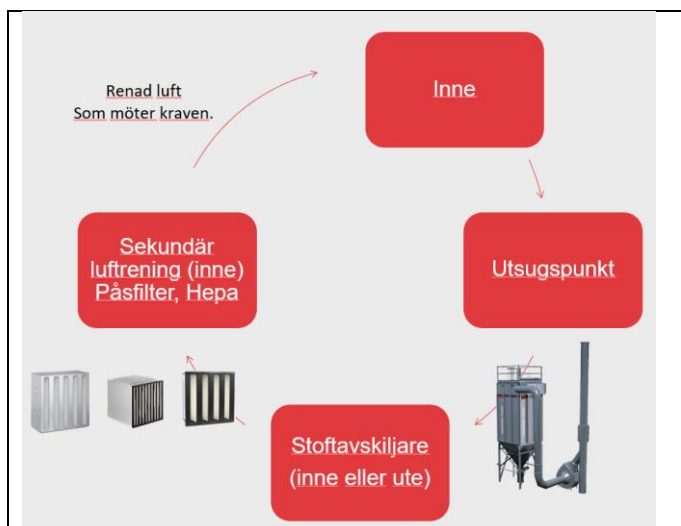 Renad luft
Som möter kraven.
Inne
Utsugspunkt
Stoftavskiljare
(inne eller ute)
Sekundär
luftrening (inne)
Påsfilter, Hepa